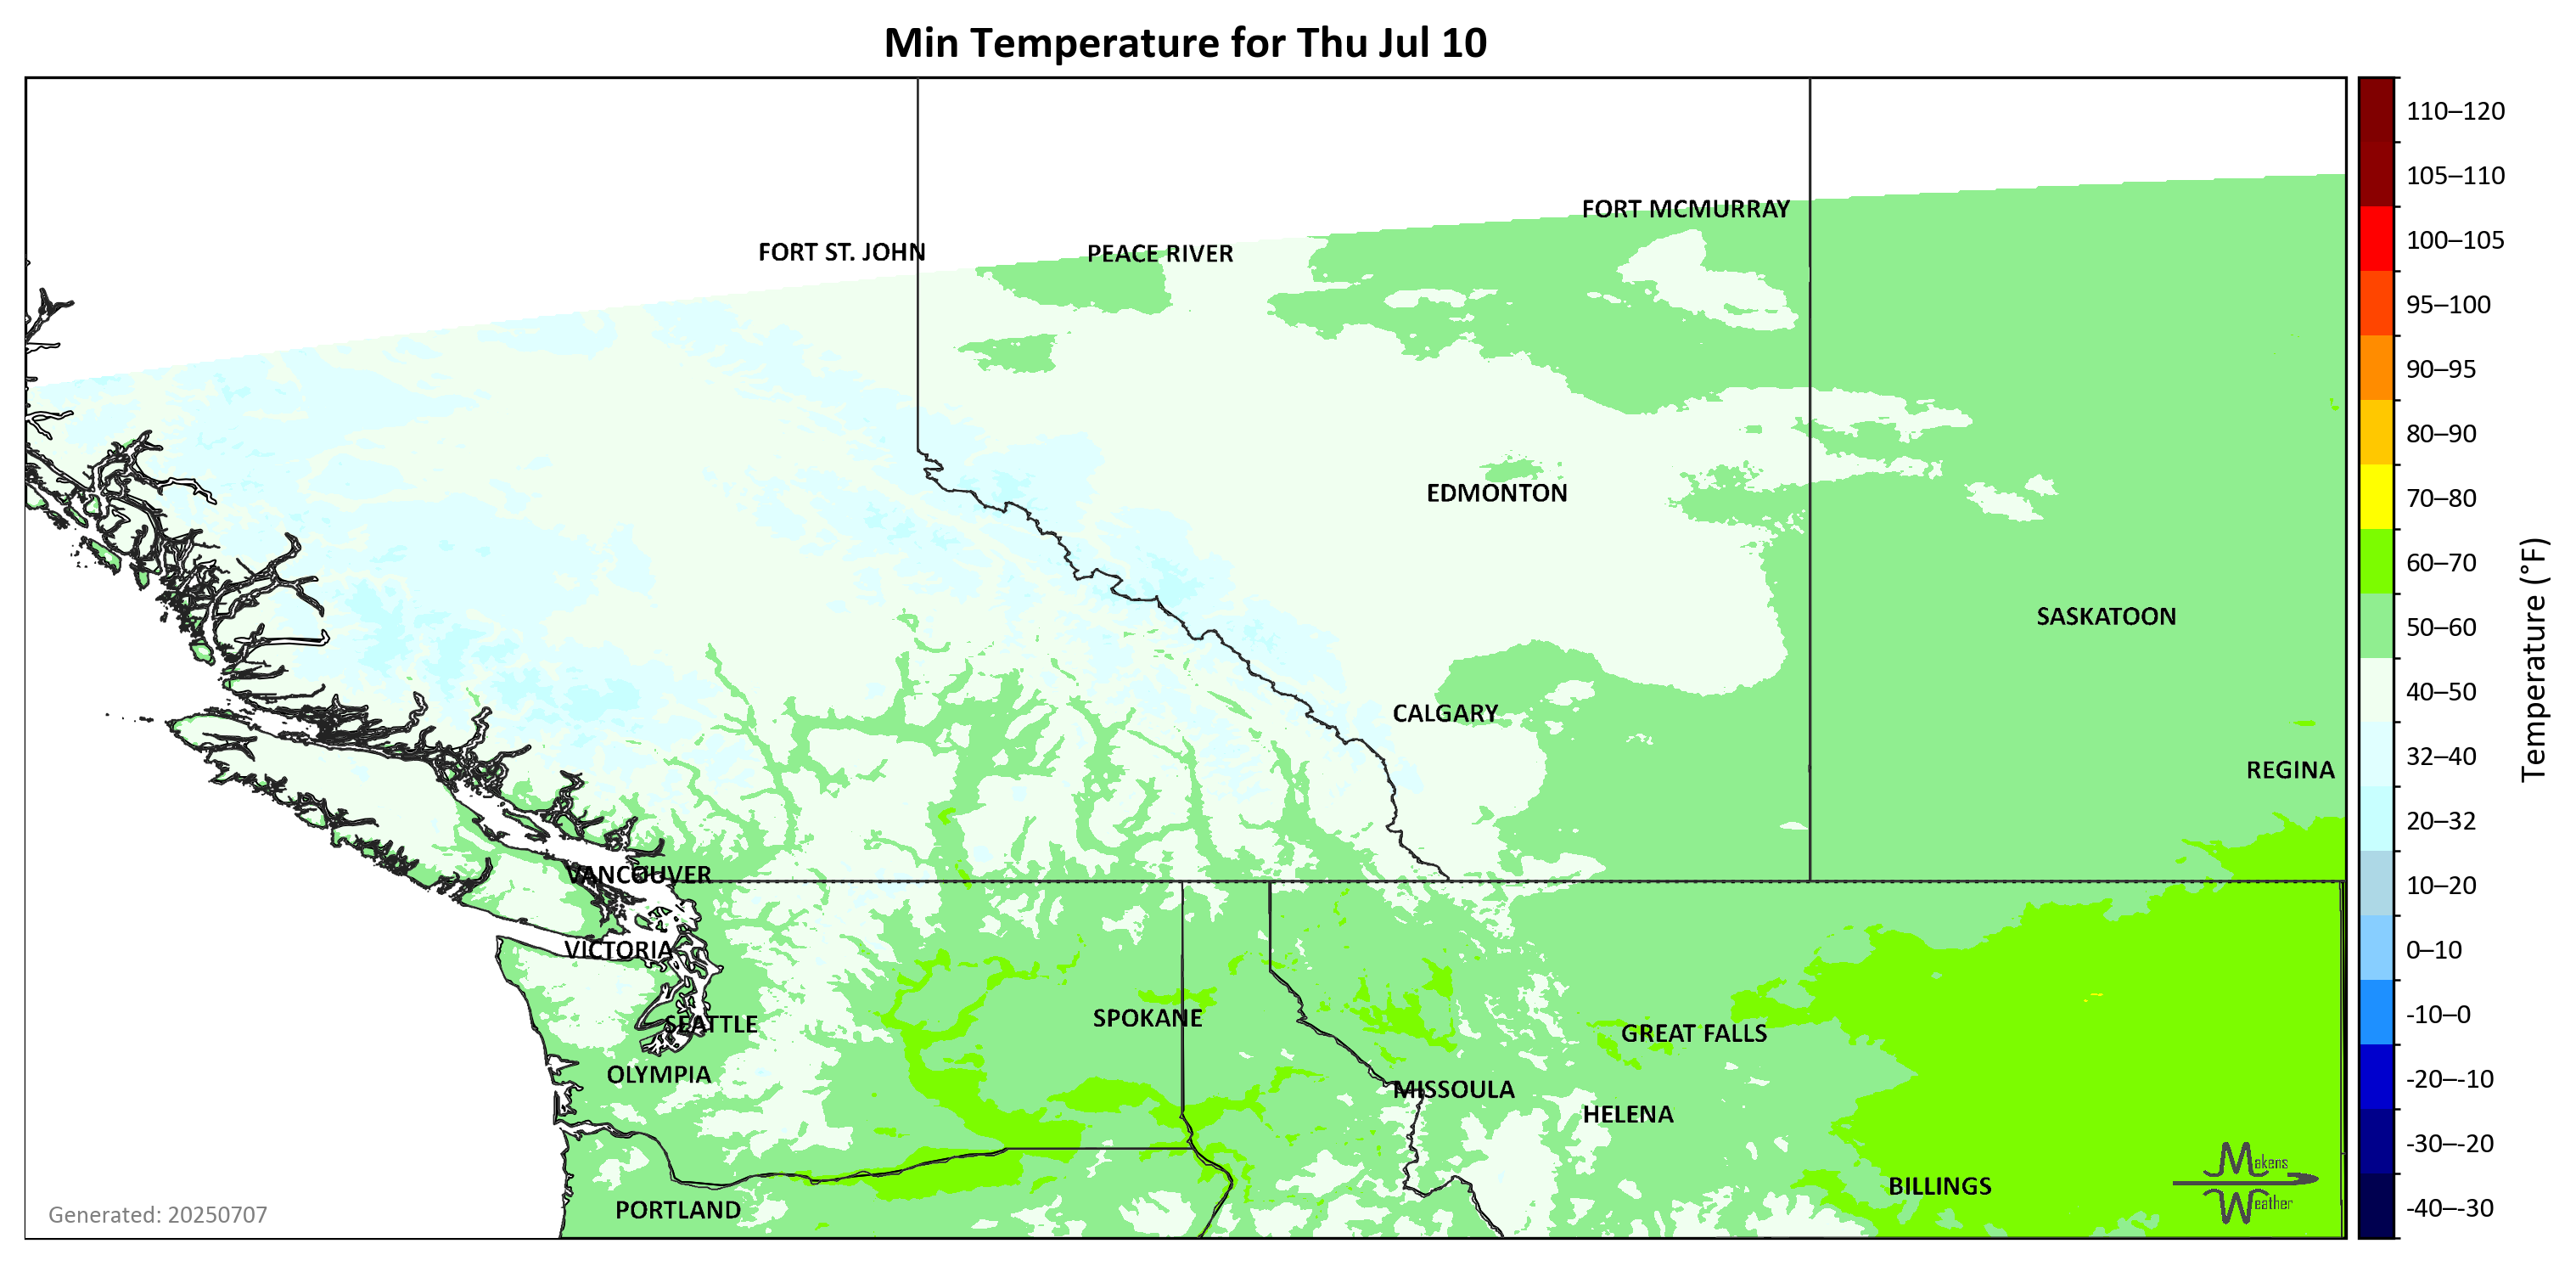 Min Temperature for Thu Jul 10
110–120
105–110
FORT MCMURRAY
100–105
FORT ST. JOHN
PEACE RIVER
95–100
90–95
80–90
EDMONTON
70–80
60–70
SASKATOON
50–60
Temperature (°F)
40–50
CALGARY
32–40
REGINA
20–32
VANCOUVER
10–20
VICTORIA
0–10
SPOKANE
-10–0
SEATTLE
GREAT FALLS
OLYMPIA
-20–-10
MISSOULA
HELENA
-30–-20
Makens
Weather
BILLINGS
PORTLAND
-40–-30
Generated: 20250707